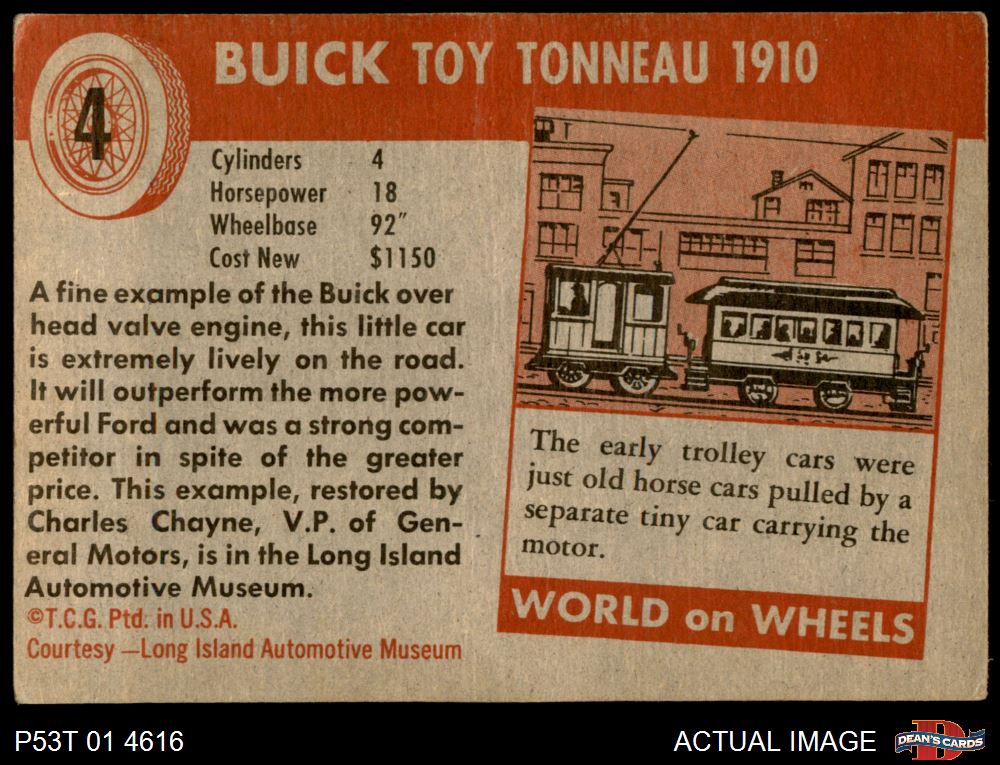 4
BUICK TOY TONNEAU 1910
Cylinders 4
Horsepower 18
Wheelbase 92"
Cost New $1150
A fine example of the Buick over
head valve engine, this little car
is extremely lively on the road.
It will outperform the more pow-
erful Ford and was a strong com-
petitor in spite of the greater
price. This example, restored by
Charles Chayne, V.P. of Gen-
eral Motors, is in the Long Island
Automotive Museum.
©T.C.G. Ptd. in U.S.A.
Courtesy —Long Island Automotive Museum
The early trolley cars were
just old horse cars pulled by a
separate tiny car carrying the
motor.
WORLD on WHEELS
P53T 01 4616
ACTUAL IMAGE
DEAN'S CARDS